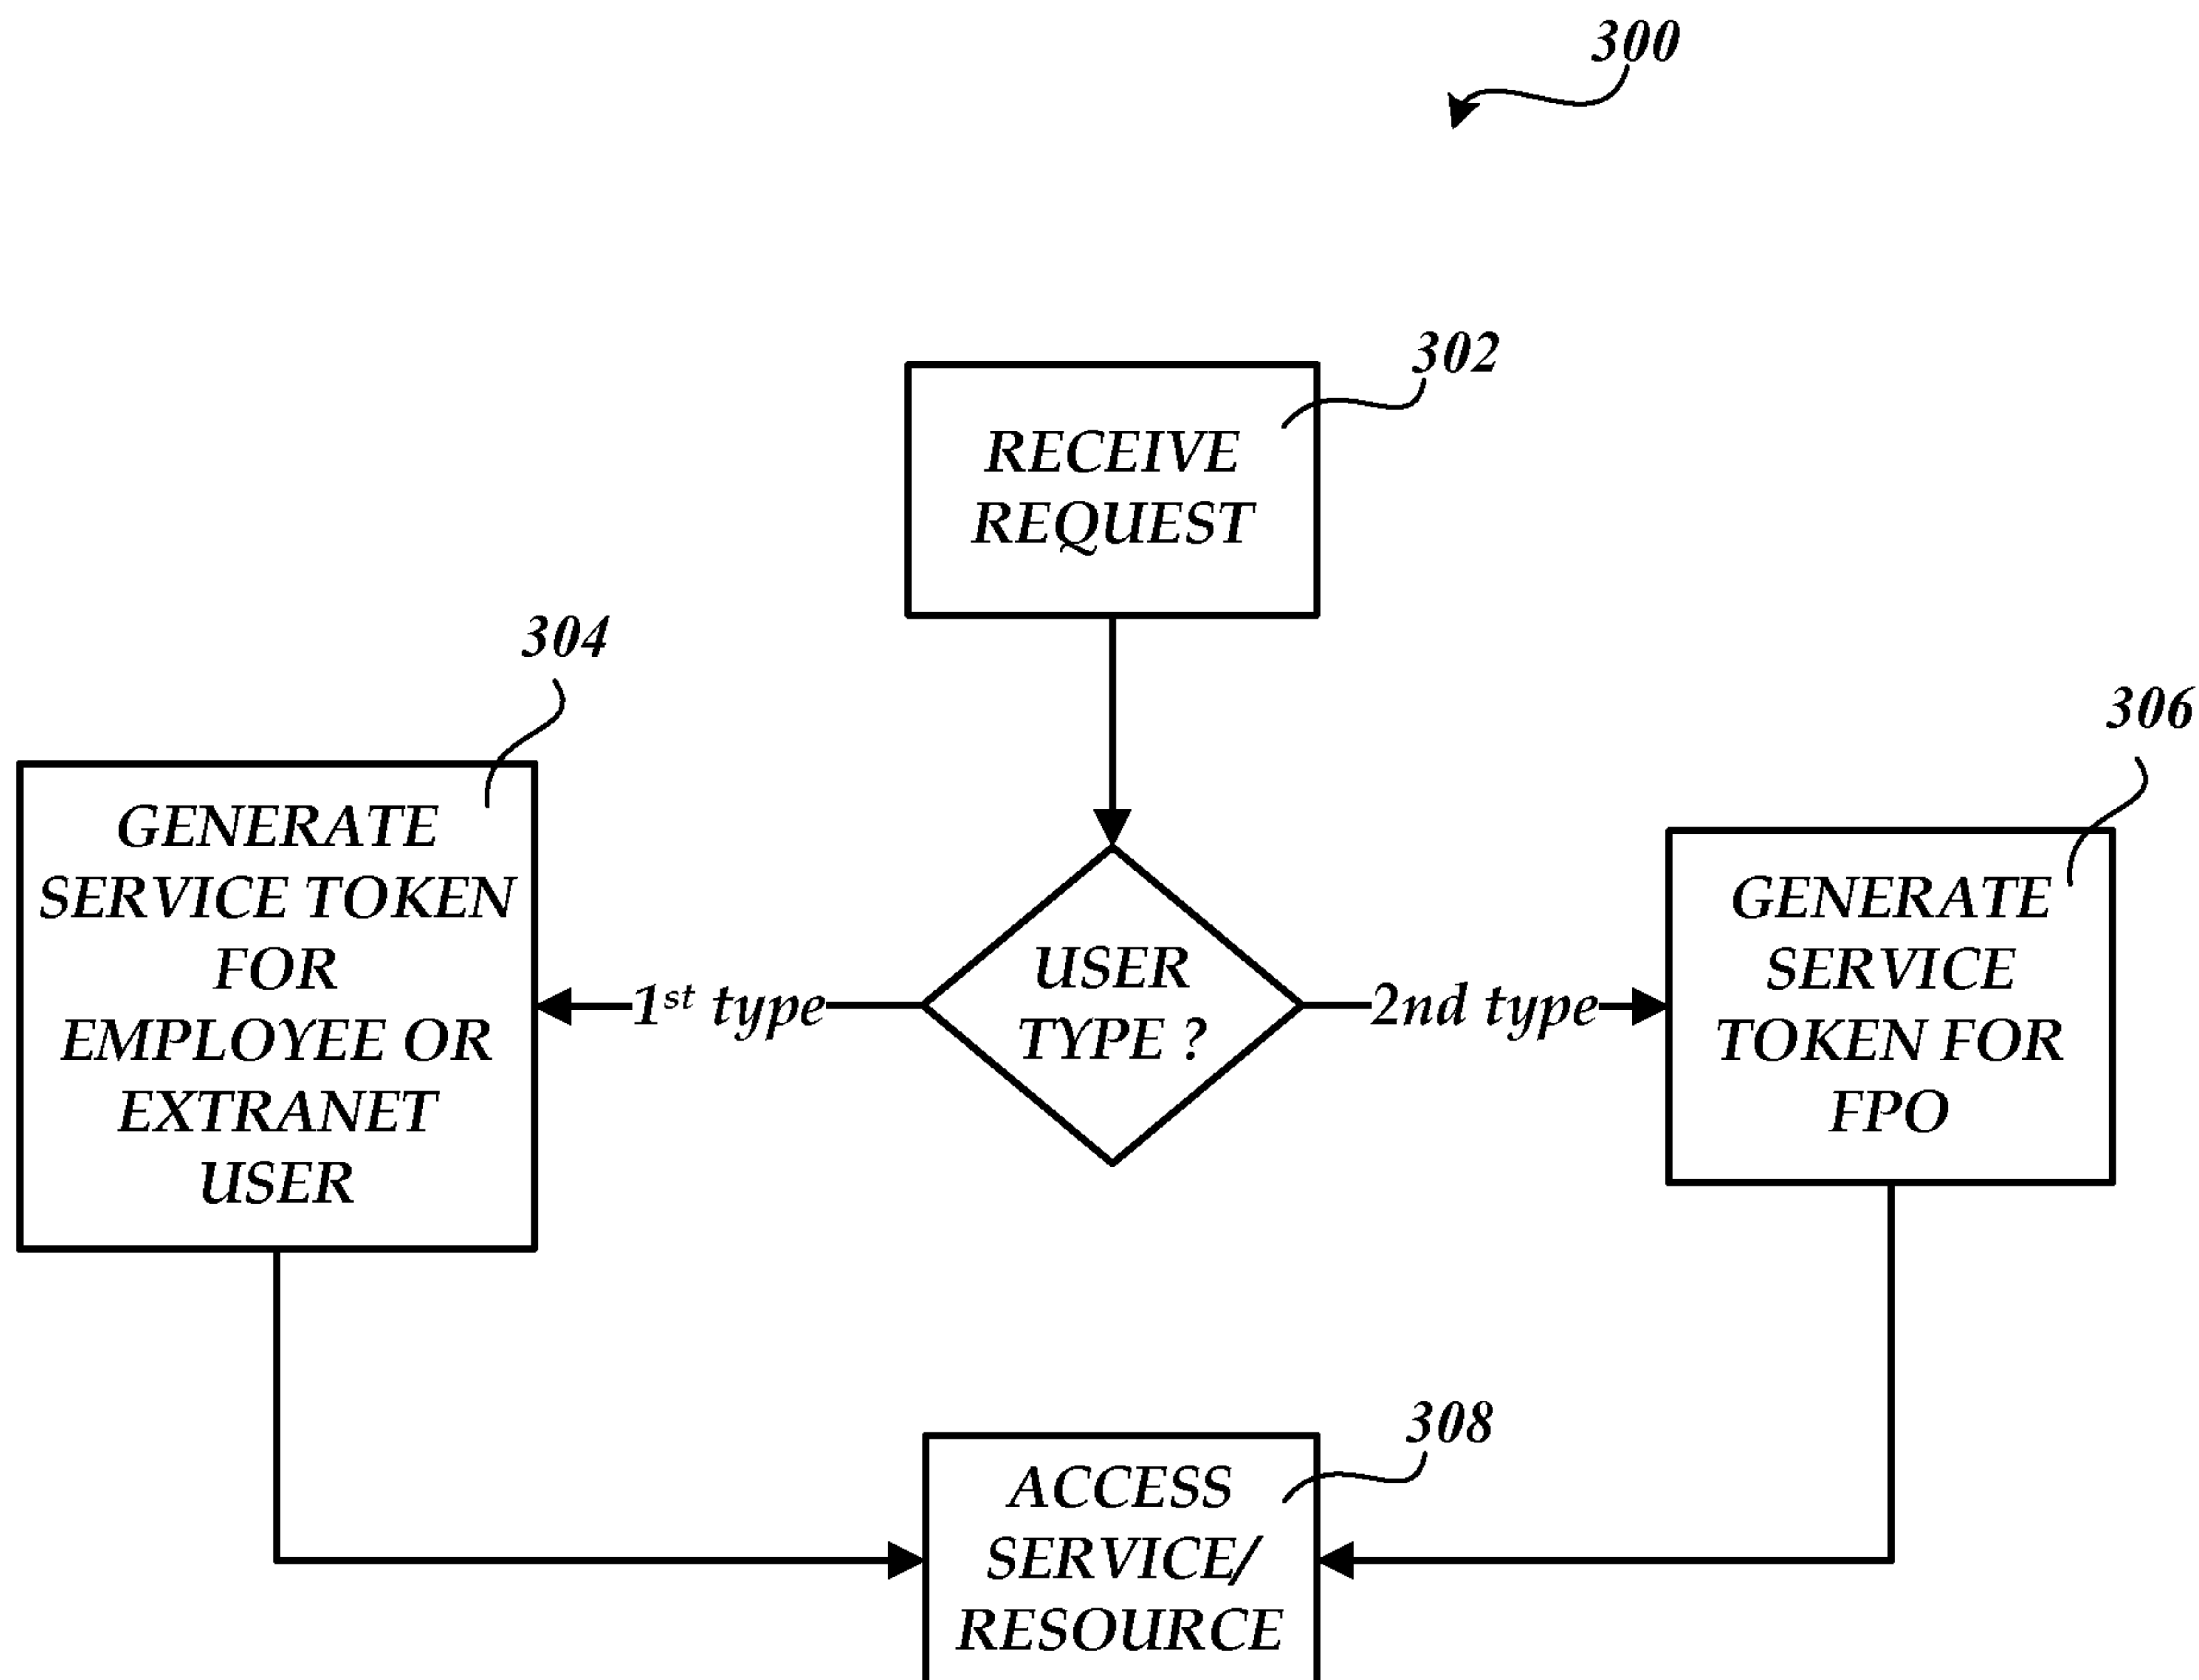 300
302
RECEIVE
REQUEST
304
GENERATE
SERVICE TOKEN
FOR
EMPLOYEE OR
EXTRANET
USER
1st type
USER
TYPE ?
2nd type
306
GENERATE
SERVICE
TOKEN FOR
FPO
308
ACCESS
SERVICE/
RESOURCE